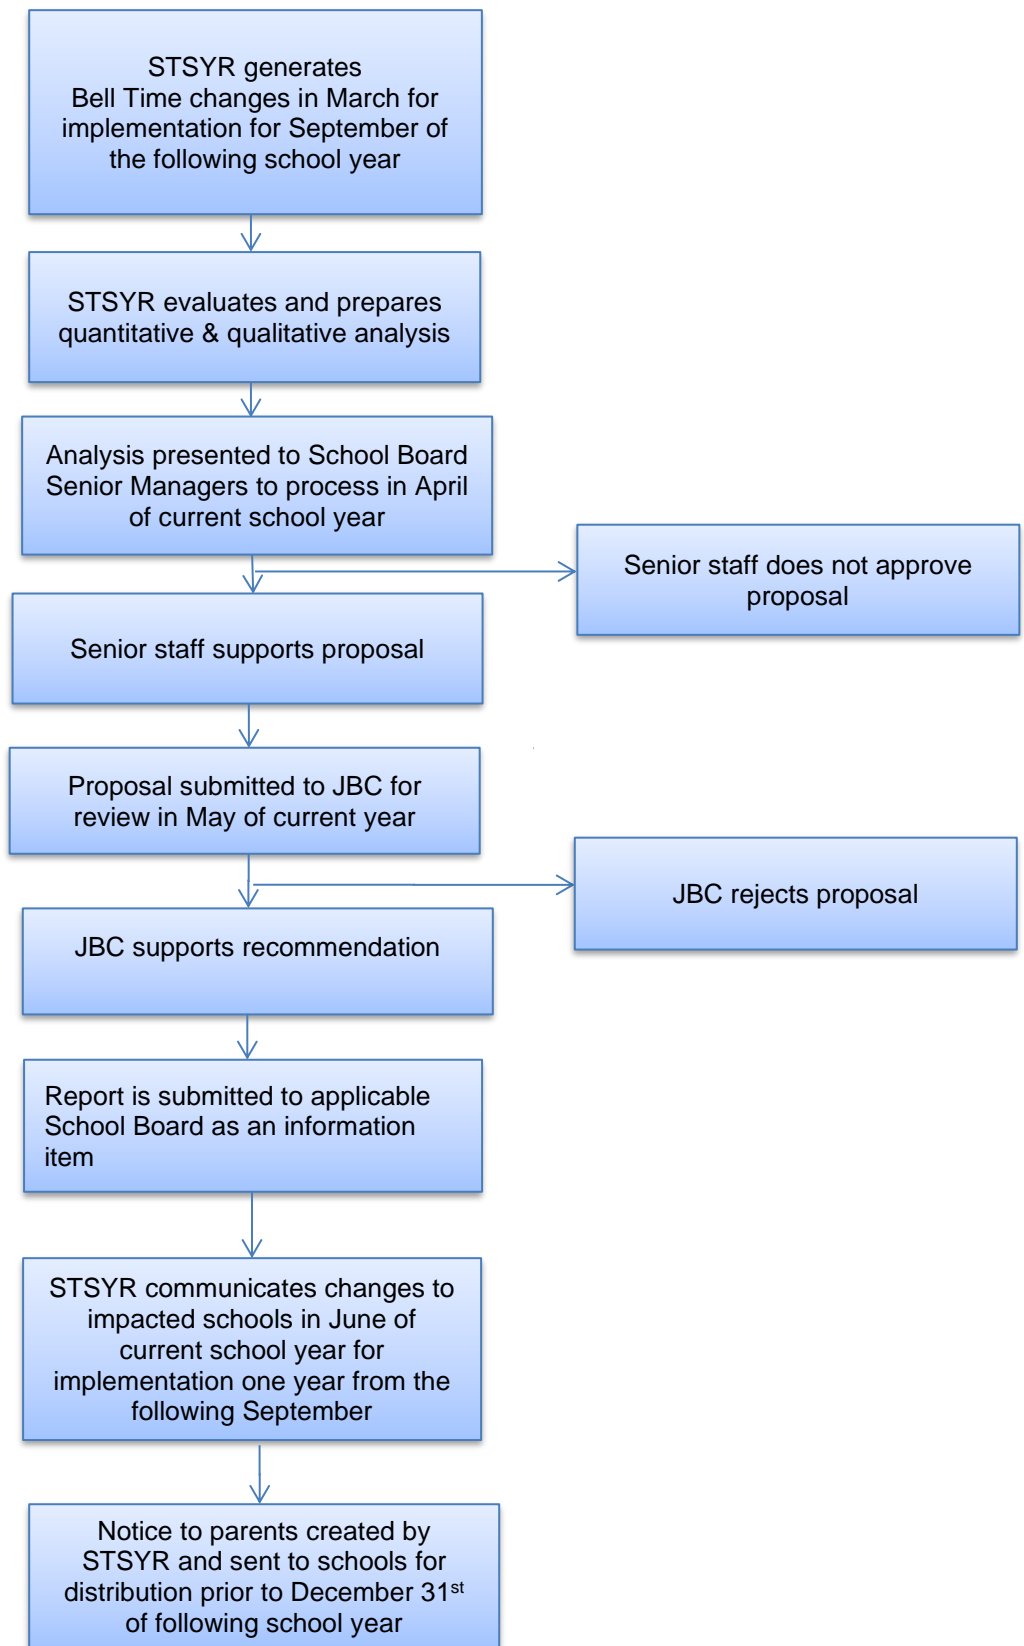 STSYR generates
Bell Time changes in March for
implementation for September of
the following school year
STSYR evaluates and prepares
quantitative & qualitative analysis
Analysis presented to School Board
Senior Managers to process in April
of current school year
Senior staff does not approve
proposal
Senior staff supports proposal
Proposal submitted to JBC for
review in May of current year
JBC rejects proposal
JBC supports recommendation
Report is submitted to applicable
School Board as an information
item
STSYR communicates changes to
impacted schools in June of
current school year for
implementation one year from the
following September
Notice to parents created by
STSYR and sent to schools for
distribution prior to December 31st
of following school year